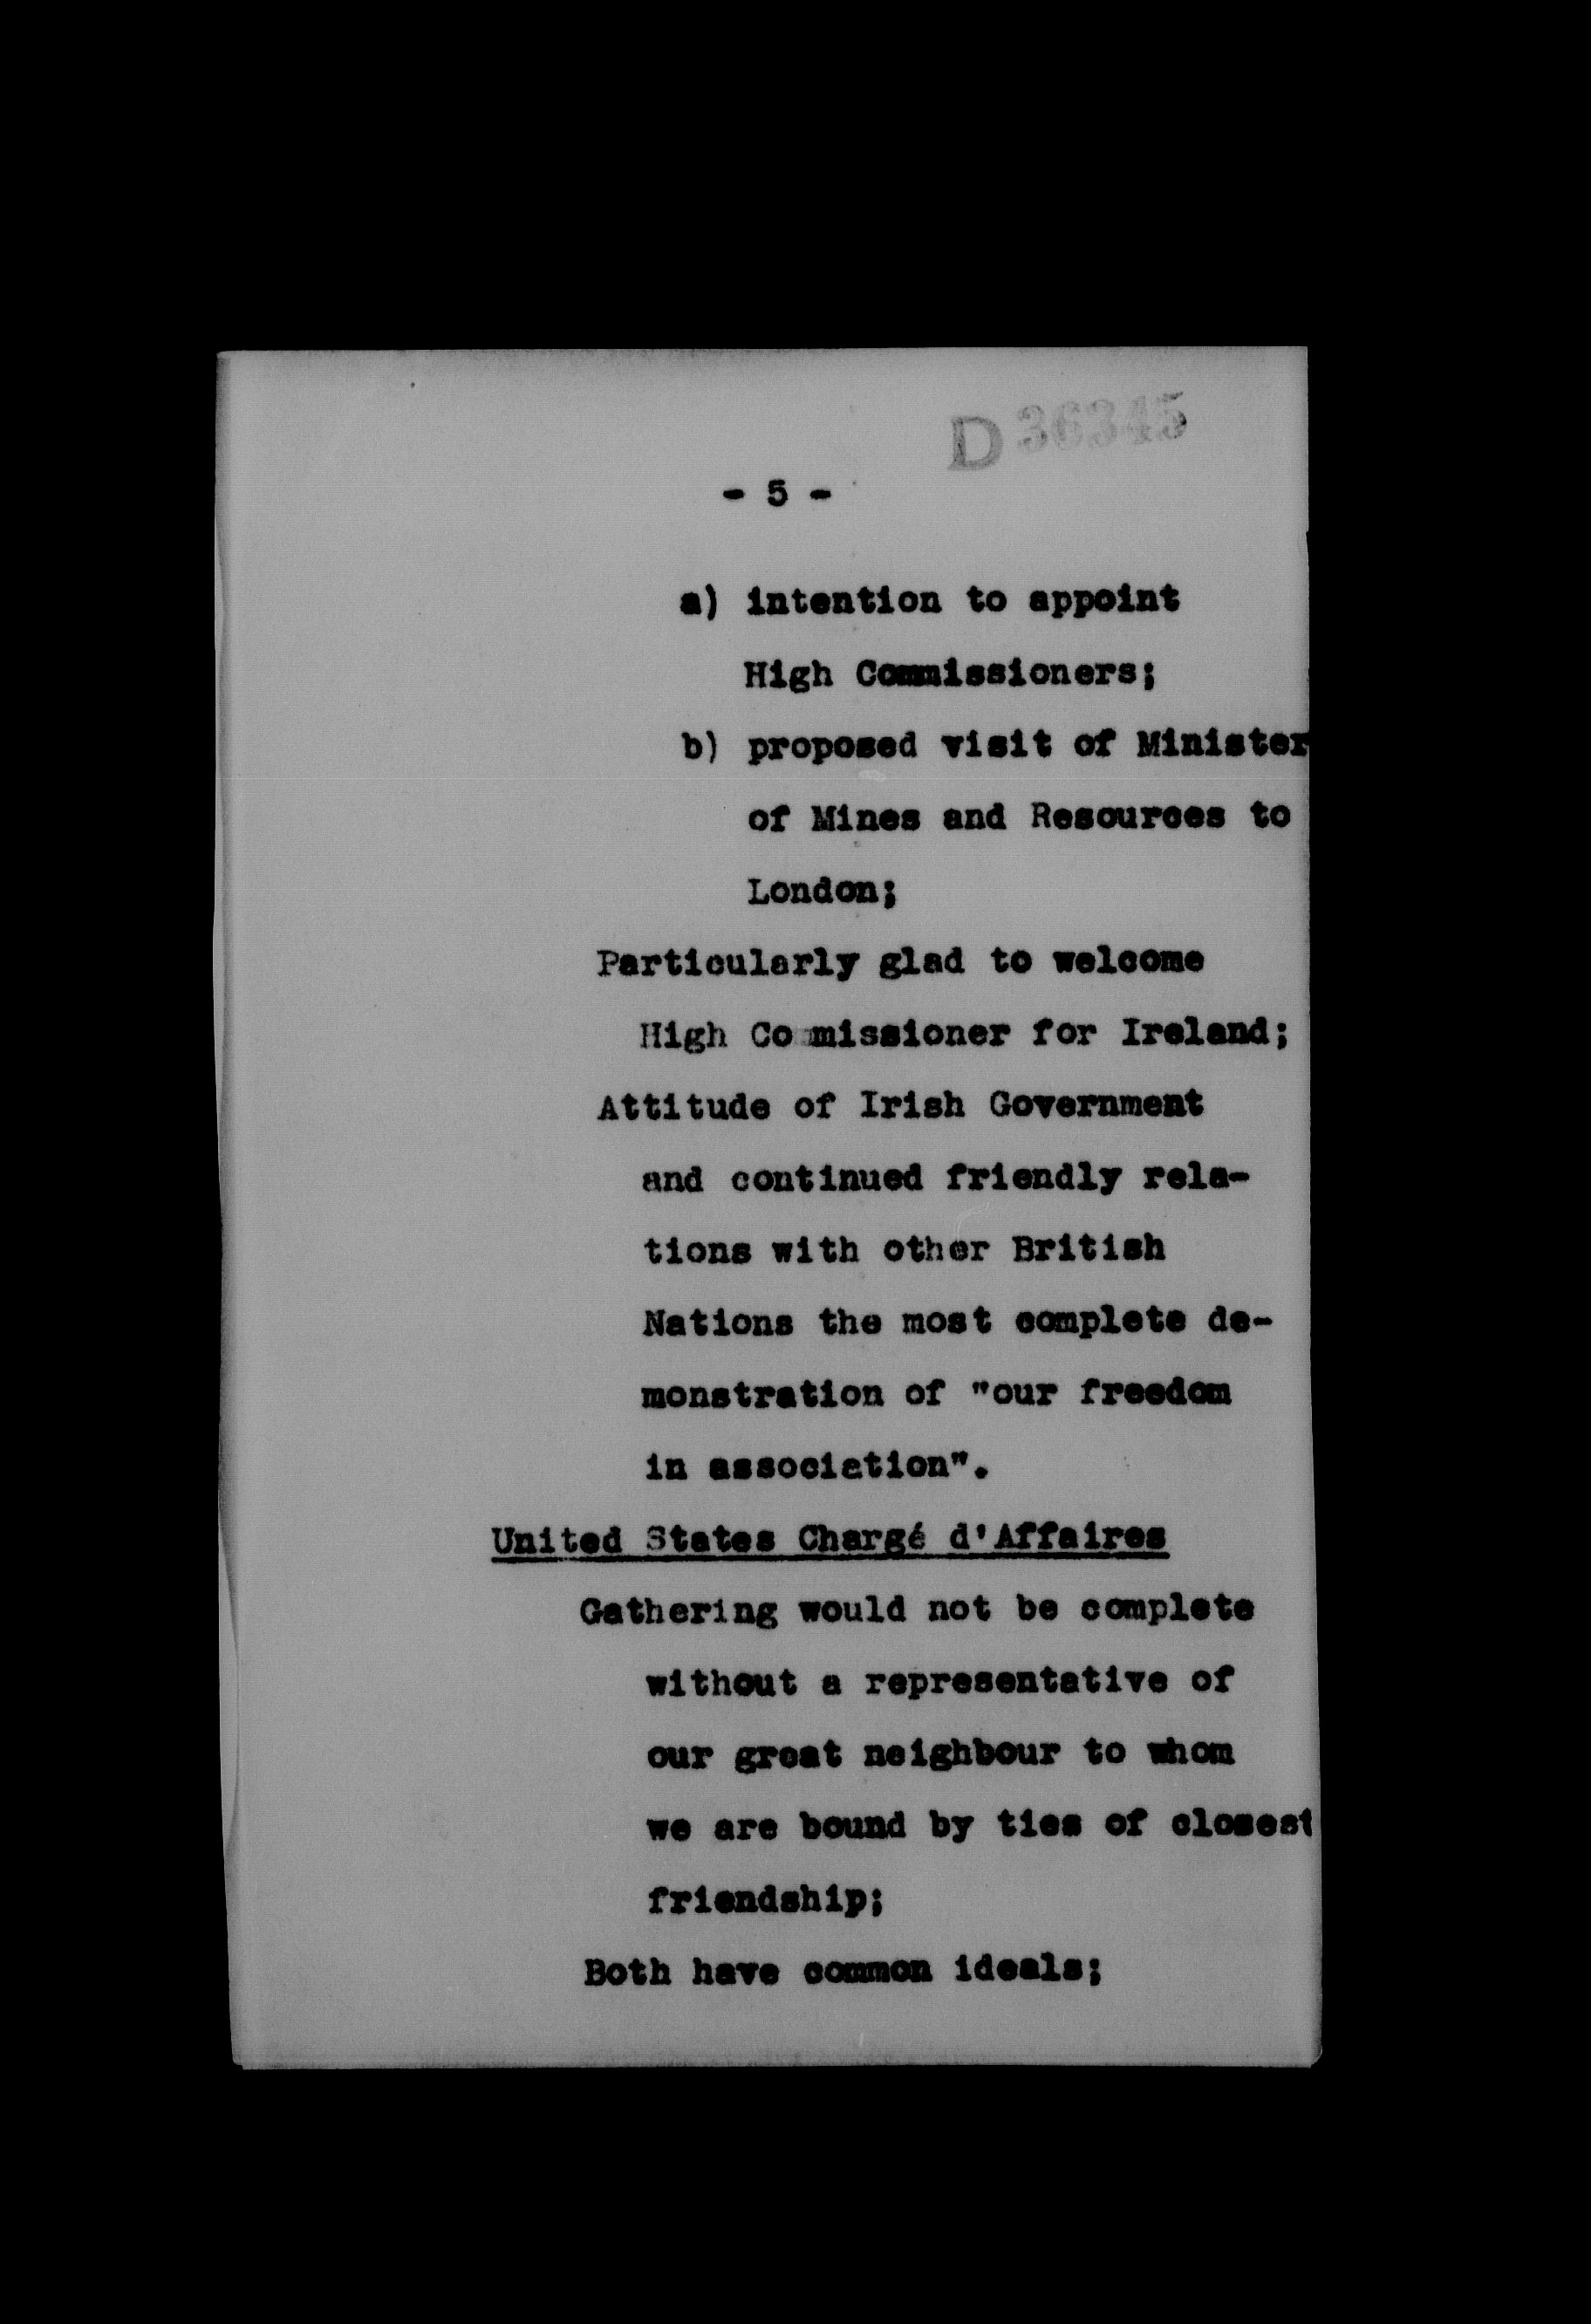 D 36345
- 5 -
a) intention to appoint
High Commissioners;
b) proposed visit of Minister
of Mines and Resources to
London;
Particularly glad to welcome
High Commissioner for Ireland;
Attitude of Irish Government
and continued friendly rela-
tions with other British
Nations the most complete de-
monstration of "our freedom
in association".
United States Chargé d'Affaires
Gathering would not be complete
without a representative of
our great neighbour to whom
we are bound by ties of closest
friendship;
Both have common ideals;